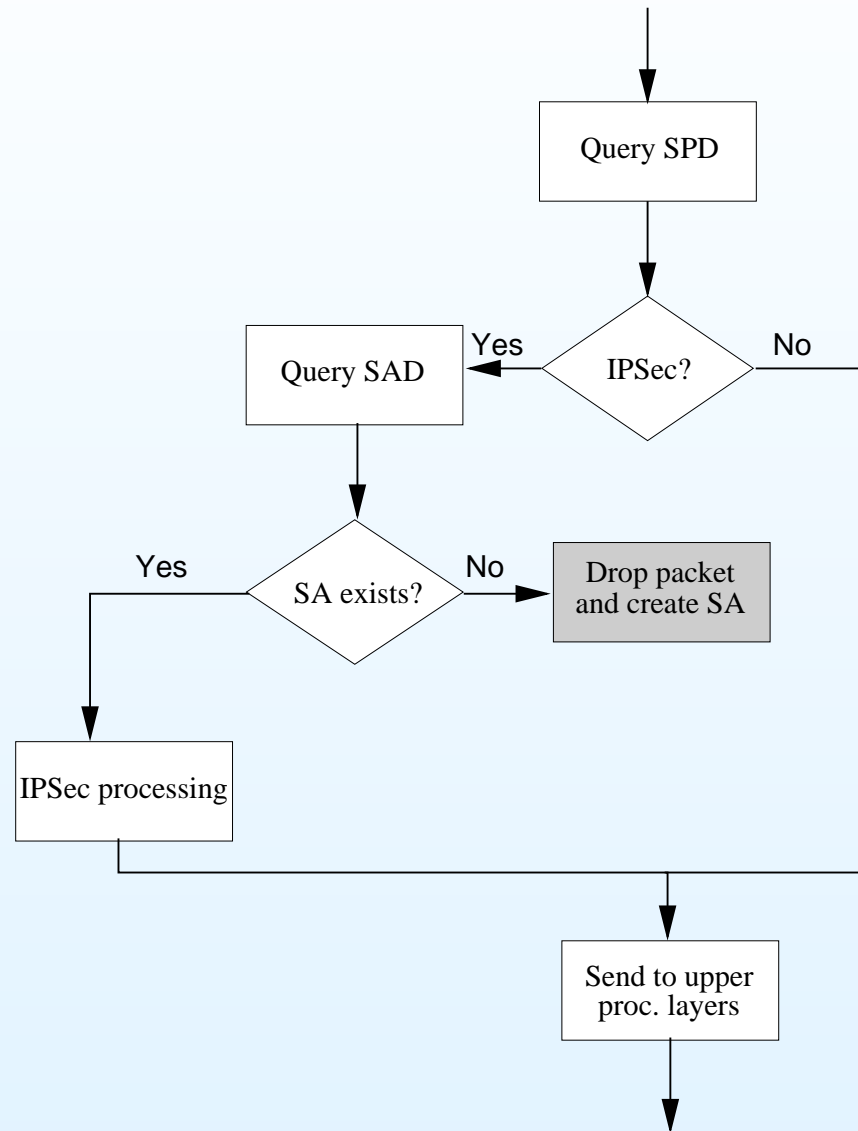 Query SPD
Yes
IPSec?
No
Query SAD
Yes
SA exists?
No
Drop packet
and create SA
IPSec processing
Send to upper
proc. layers